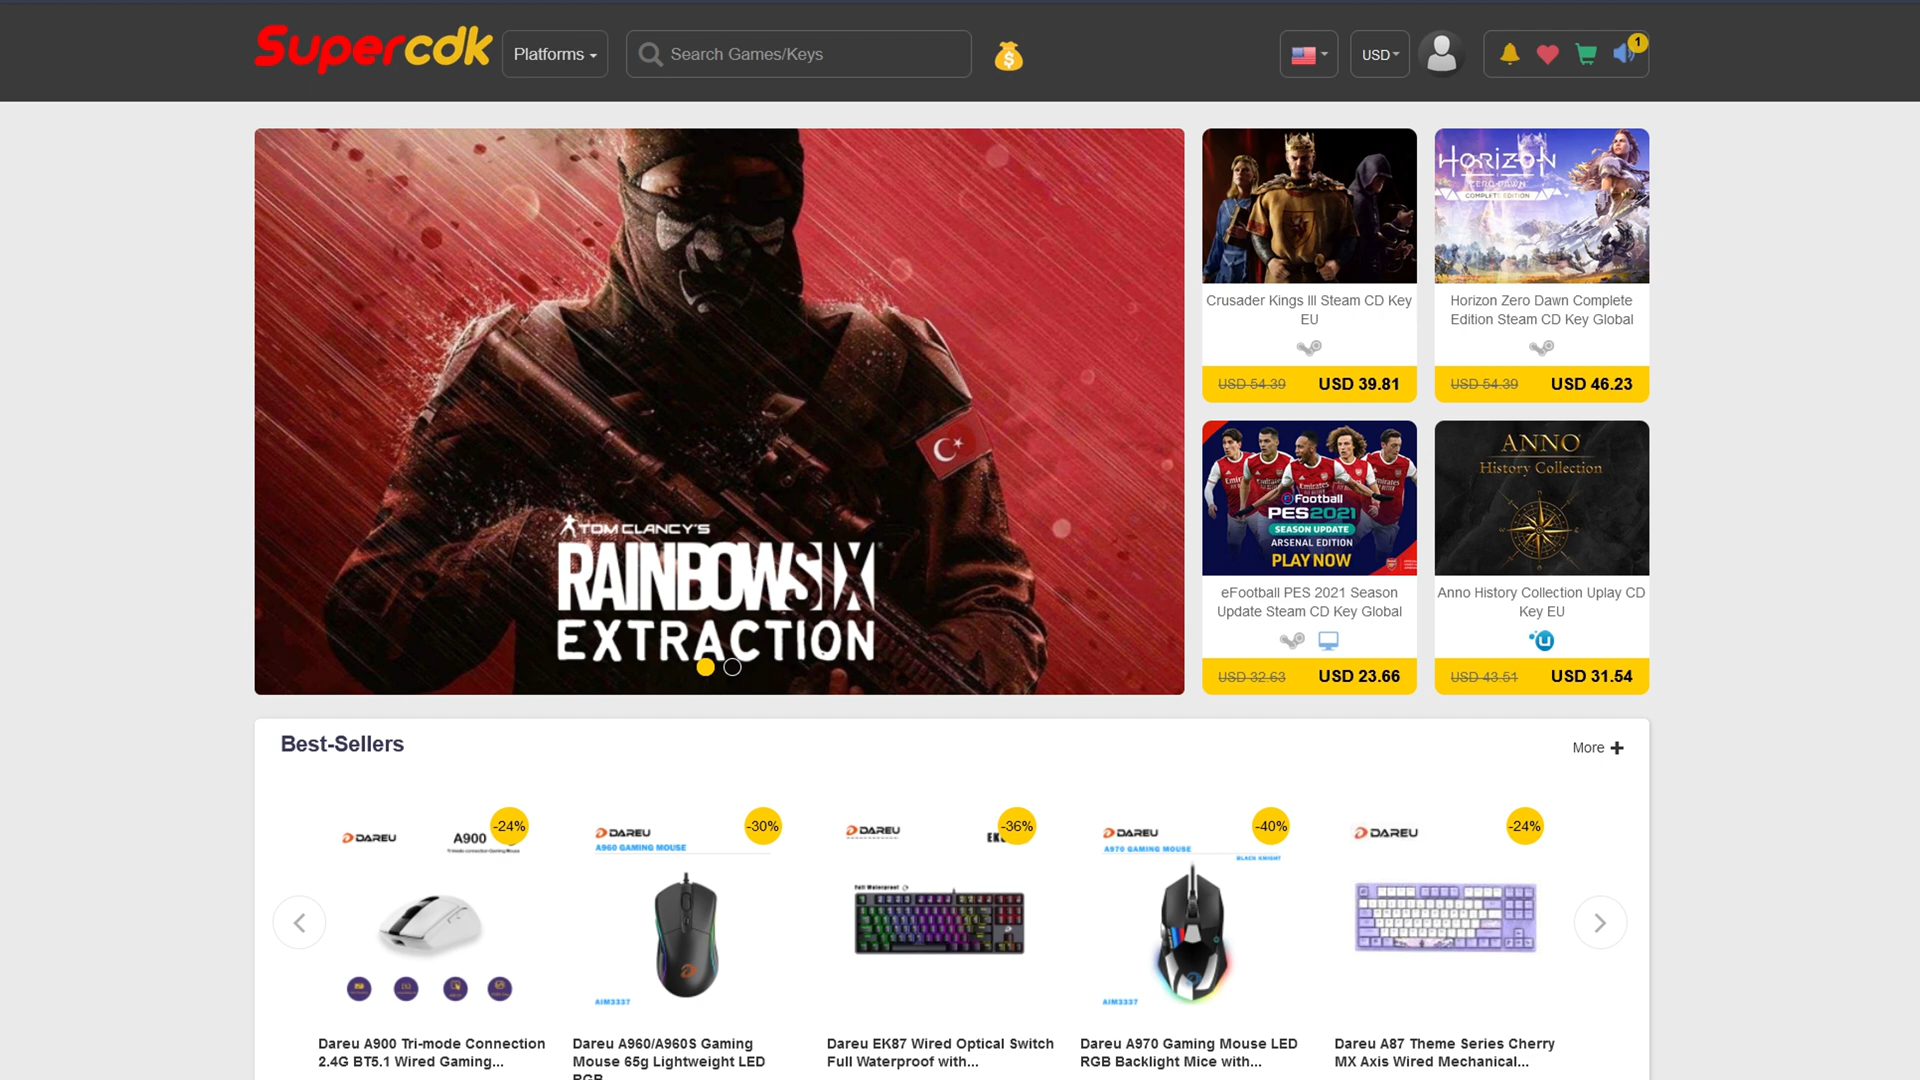 Supercdk
Platforms
Search Games/Keys
USD
1
TOM CLANCY'S
RAINBOW SIX
EXTRACTION
Crusader Kings III Steam CD Key
EU
USD 54.39 USD 39.81
HORIZON
ZERO DAWN
COMPLETE EDITION
Horizon Zero Dawn Complete
Edition Steam CD Key Global
USD 54.39 USD 46.23
eFootball
PES2021
SEASON UPDATE
ARSENAL EDITION
PLAY NOW
eFootball PES 2021 Season
Update Steam CD Key Global
USD 32.63 USD 23.66
ANNO
History Collection
Anno History Collection Uplay CD
Key EU
USD 43.51 USD 31.54
Best-Sellers
More
DAREU
A900
-24%
Dareu A900 Tri-mode Connection
2.4G BT5.1 Wired Gaming...
DAREU
A960 GAMING MOUSE
-30%
AIM3337
Dareu A960/A960S Gaming
Mouse 65g Lightweight LED
RGB
DAREU
-36%
Full Waterproof
Dareu EK87 Wired Optical Switch
Full Waterproof with...
DAREU
A970 GAMING MOUSE
BLACK KNIGHT
-40%
AIM3337
Dareu A970 Gaming Mouse LED
RGB Backlight Mice with...
DAREU
-24%
Dareu A87 Theme Series Cherry
MX Axis Wired Mechanical...